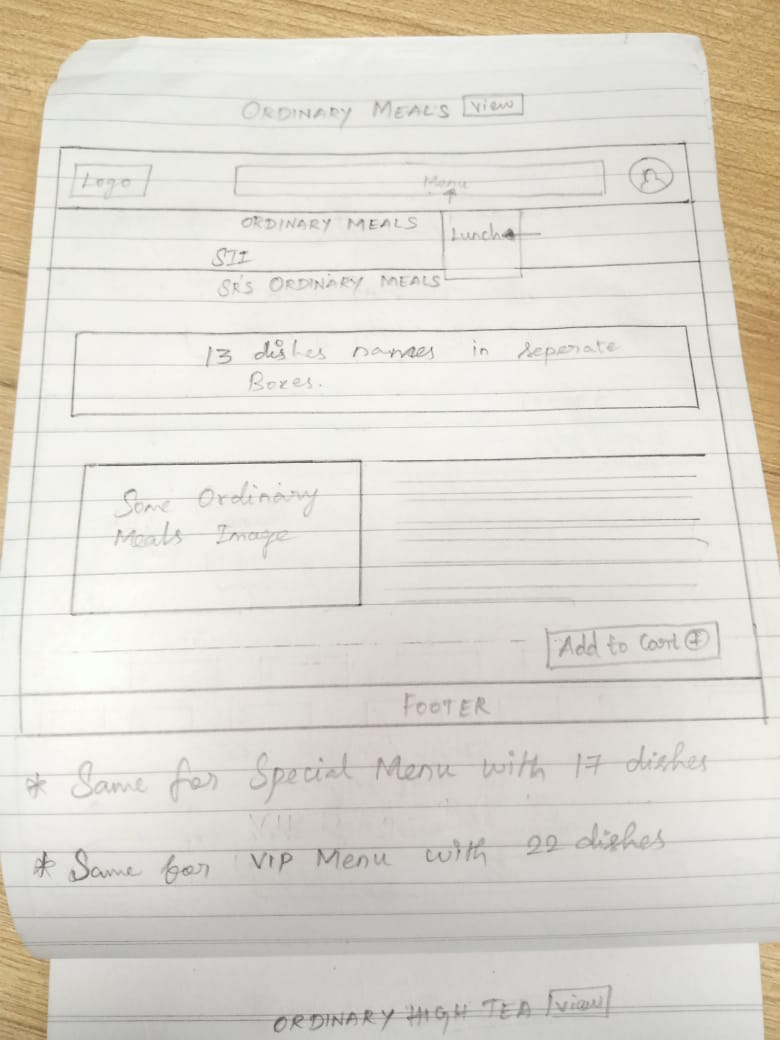 ORDINARY MEALS View
Logo
Menu
ORDINARY MEALS
Lunch
SR'S ORDINARY MEALS
13 dishes names in seperate
Boxes.
Some Ordinary
Meals Image
Add to Cart +
FOOTER
* Same for Special Menu with 17 dishes
* Same for VIP Menu with 22 dishes
ORDINARY HIGH TEA View